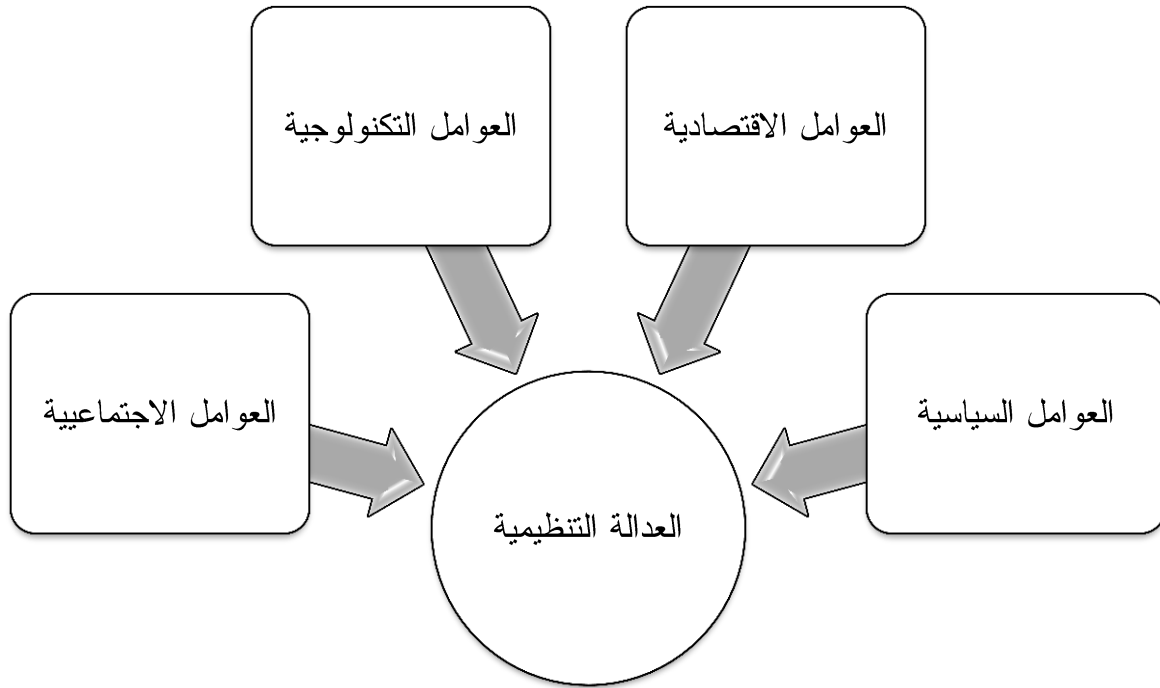 العوامل الاقتصادية
العوامل التكنولوجية
العوامل السياسية
العوامل الاجتماعيية
العدالة التنظيمية